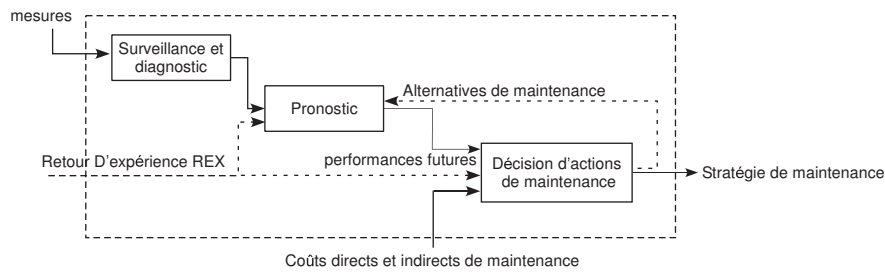 mesures
Surveillance et
diagnostic
Pronostic
Alternatives de maintenance
Retour D'expérience REX
performances futures
Décision d'actions
de maintenance
Stratégie de maintenance
Coûts directs et indirects de maintenance